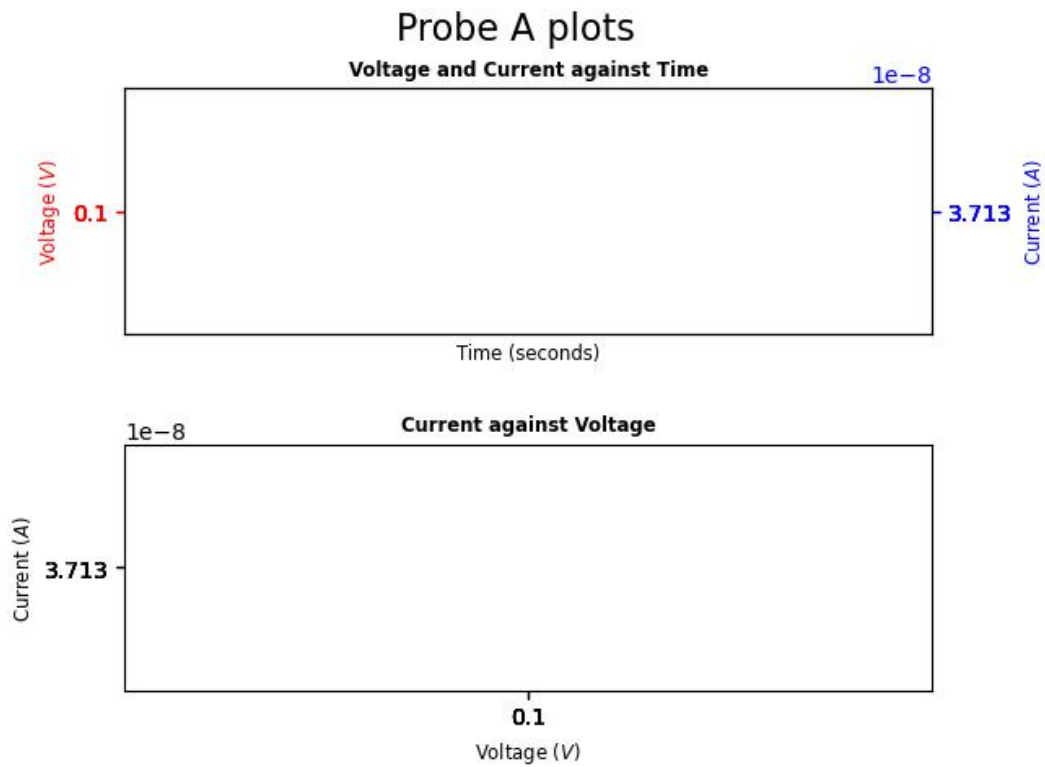 Probe A plots
Voltage and Current against Time
1e−8
Voltage (V)
0.1
3.713
Current (A)
Time (seconds)
Current against Voltage
1e−8
Current (A)
3.713
0.1
Voltage (V)